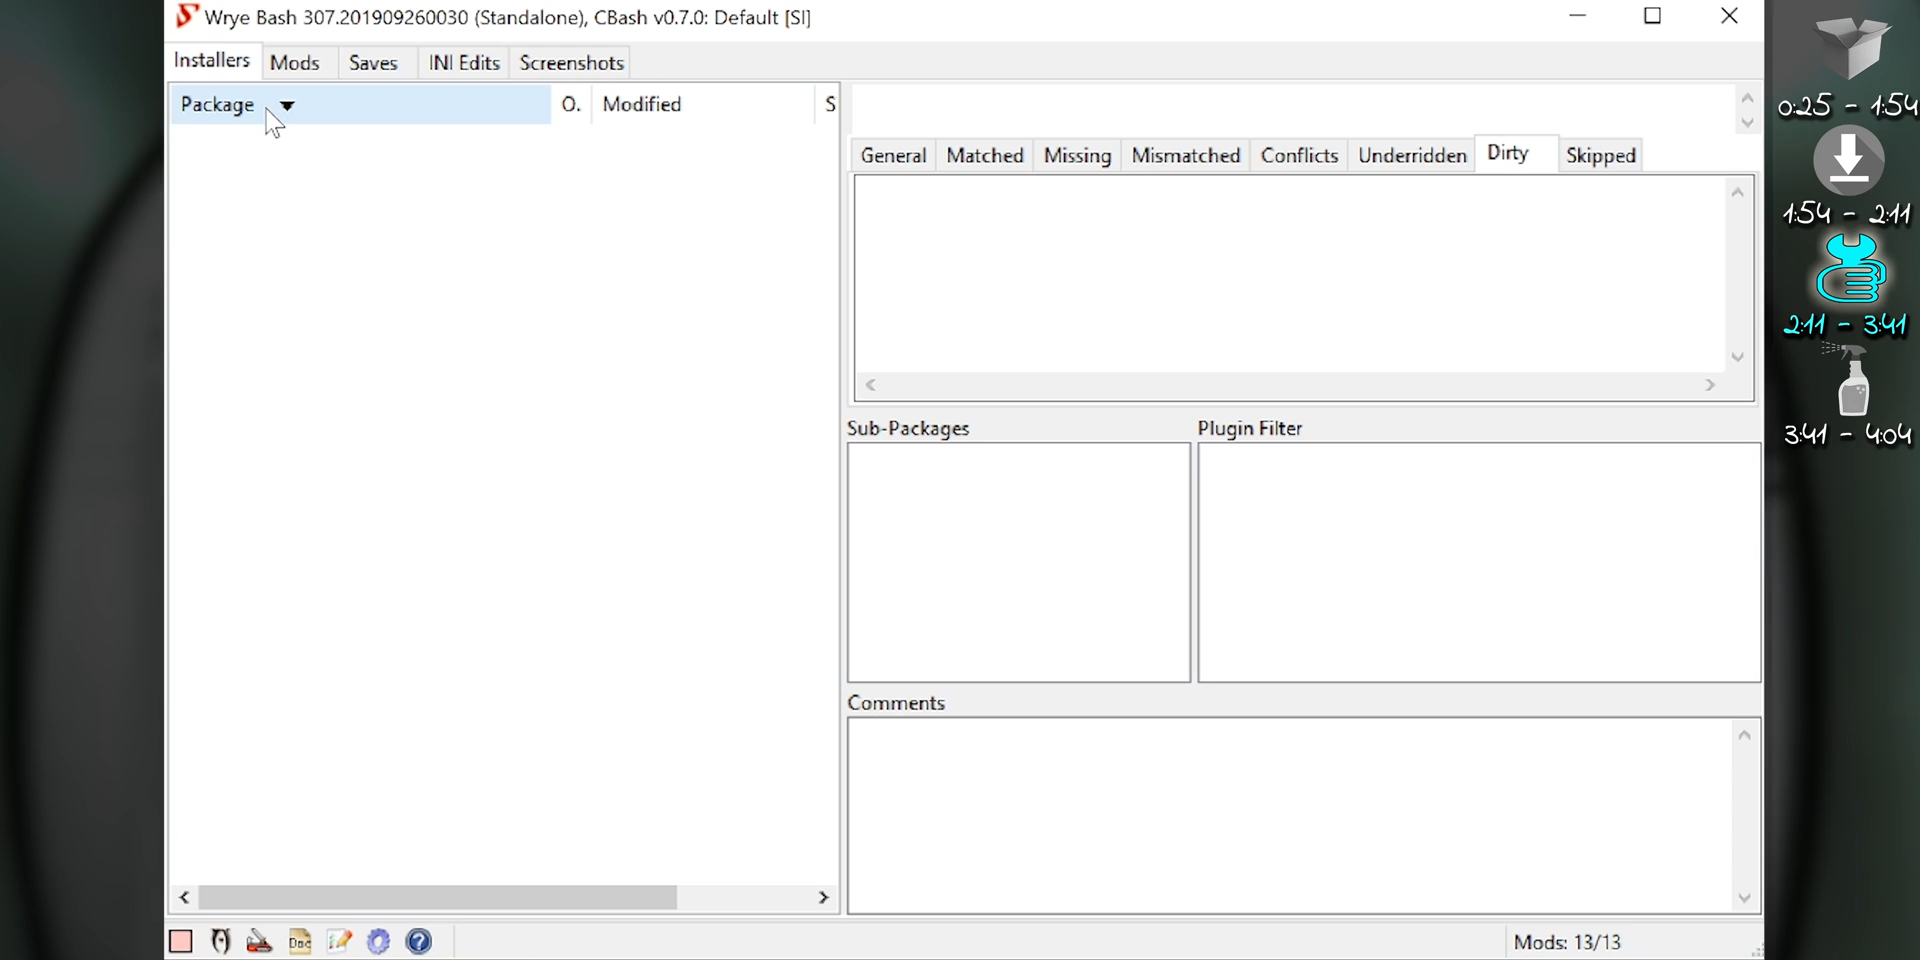 Wrye Bash 307.201909260030 (Standalone), CBash v0.7.0: Default [SI]
Installers Mods Saves INI Edits Screenshots
Package O. Modified S
General Matched Missing Mismatched Conflicts Underridden Dirty Skipped
Sub-Packages Plugin Filter
Comments
Doc
Mods: 13/13
0:25 - 1:54
1:54 - 2:11
2:11 - 3:41
3:41 - 4:04